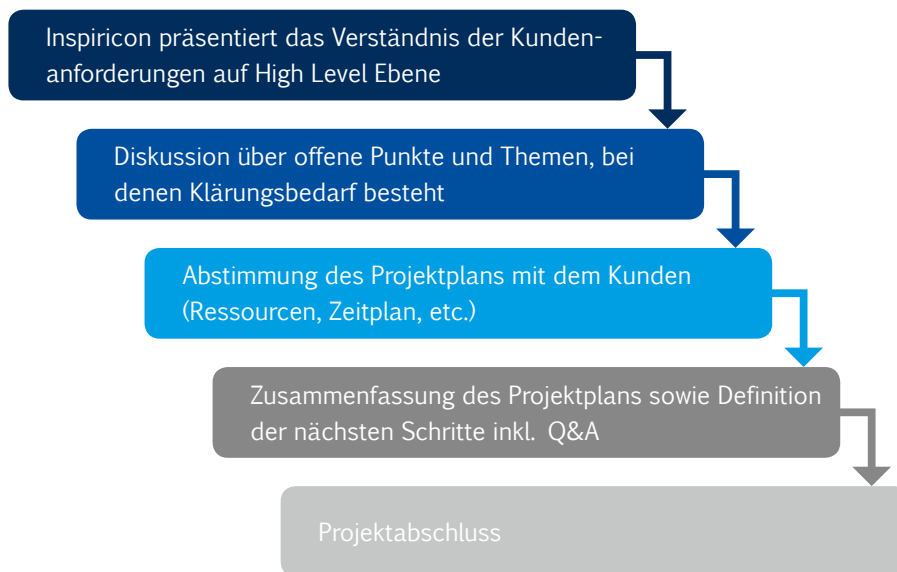 Inspiricon präsentiert das Verständnis der Kunden-
anforderungen auf High Level Ebene
Diskussion über offene Punkte und Themen, bei
denen Klärungsbedarf besteht
Abstimmung des Projektplans mit dem Kunden
(Ressourcen, Zeitplan, etc.)
Zusammenfassung des Projektplans sowie Definition
der nächsten Schritte inkl. Q&A
Projektabschluss